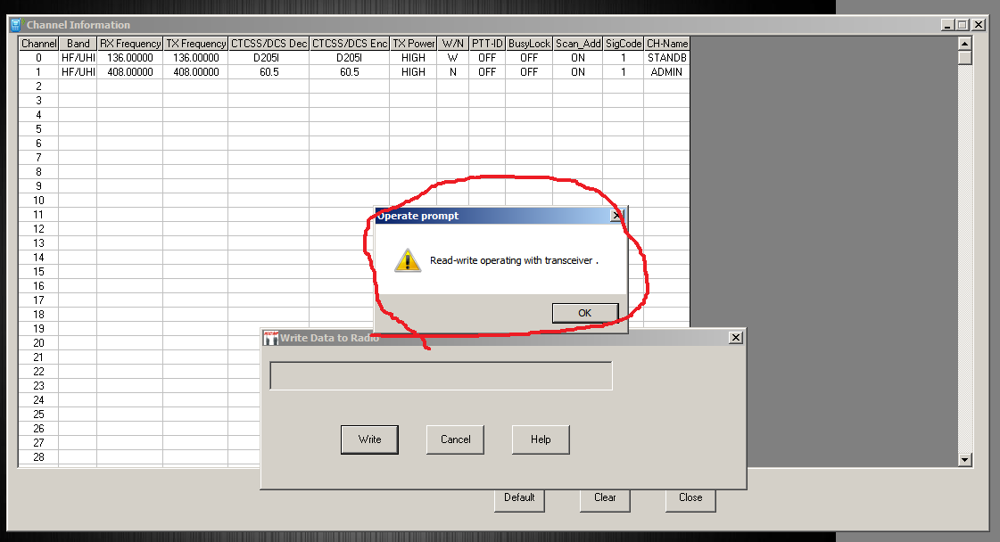 Channel Information
Channel Band RX Frequency TX Frequency CTCSS/DCS Dec CTCSS/DCS Enc TX Power W/N PTT-ID BusyLock Scan_Add SigCode CH-Name
0 HF/UHI 136.00000 136.00000 D205I D205I HIGH W OFF OFF ON 1 STANDB
1 HF/UHI 408.00000 408.00000 60.5 60.5 HIGH N OFF OFF ON 1 ADMIN
2
3
4
5
6
7
8
9
10
11
12
13
14
15
16
17
18
19
20
21
22
23
24
25
26
27
28
Operate prompt
Read-write operating with transceiver .
OK
Write Data to Radio
Write Cancel Help
Default Clear Close